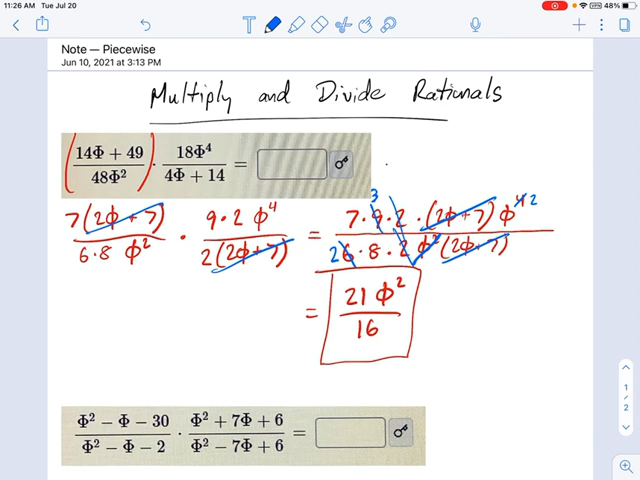 11:26 AM Tue Jul 20 VPN 48%
Note — Piecewise
Jun 10, 2021 at 3:13 PM
Multiply and Divide Rationals
(14Φ + 49)/(48Φ²) · (18Φ⁴)/(4Φ + 14) =
7(2Φ+7)/(6·8 Φ²) · (9·2 Φ⁴)/(2(2Φ+7)) = (7·9·2·(2Φ+7)Φ⁴)/(6·8·2 Φ²(2Φ+7)) 3 2 2
= 21Φ²/16
(Φ² − Φ − 30)/(Φ² − Φ − 2) · (Φ² + 7Φ + 6)/(Φ² − 7Φ + 6) =
1
/
2